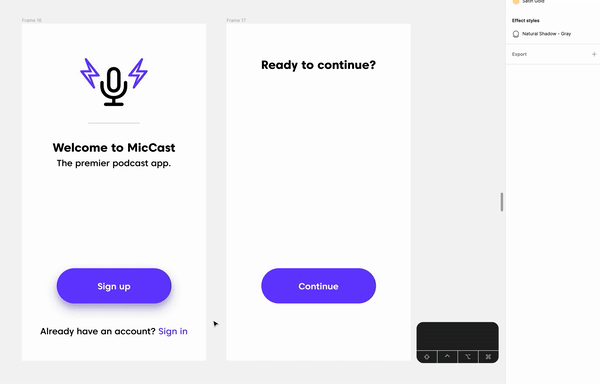 Frame 16
Frame 17
Satin Gold
Effect styles
Natural Shadow - Gray
Export
Ready to continue?
Welcome to MicCast
The premier podcast app.
Sign up
Continue
Already have an account? Sign in